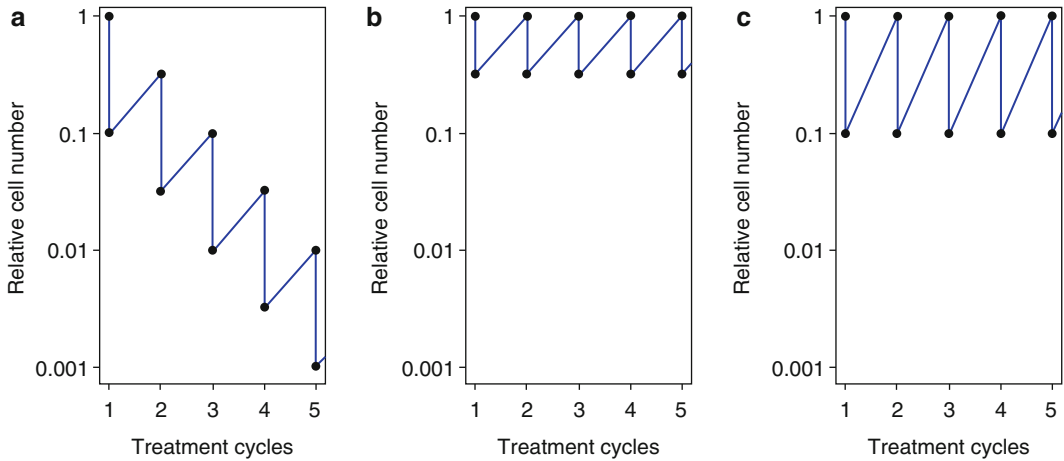 a
1
0.1
0.01
0.001
Relative cell number
1 2 3 4 5
Treatment cycles
b
1
0.1
0.01
0.001
Relative cell number
1 2 3 4 5
Treatment cycles
c
1
0.1
0.01
0.001
Relative cell number
1 2 3 4 5
Treatment cycles